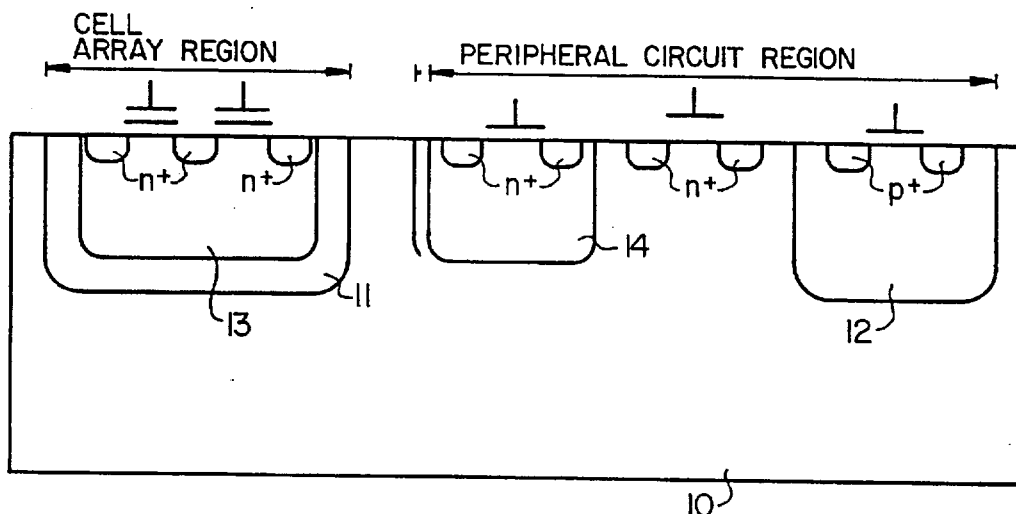 CELL
ARRAY REGION
PERIPHERAL CIRCUIT REGION
n+ n+ n+ n+ p+
14
11
13
12
10